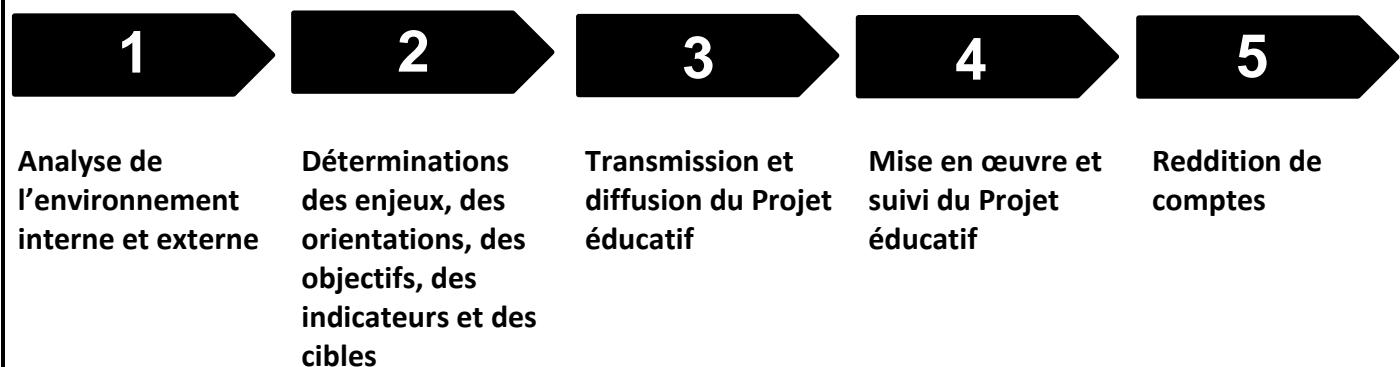 1
2
3
4
5
Analyse de
l'environnement
interne et externe
Déterminations
des enjeux, des
orientations, des
objectifs, des
indicateurs et des
cibles
Transmission et
diffusion du Projet
éducatif
Mise en œuvre et
suivi du Projet
éducatif
Reddition de
comptes